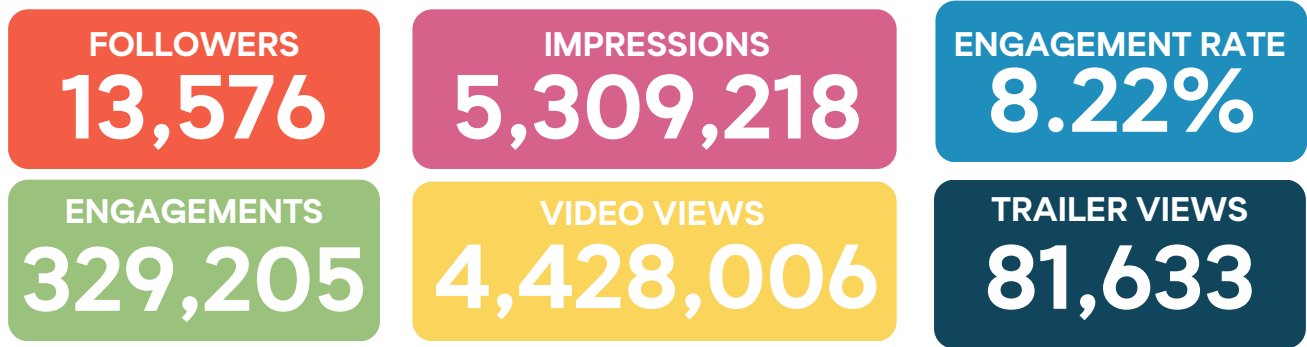 FOLLOWERS
13,576
IMPRESSIONS
5,309,218
ENGAGEMENT RATE
8.22%
ENGAGEMENTS
329,205
VIDEO VIEWS
4,428,006
TRAILER VIEWS
81,633